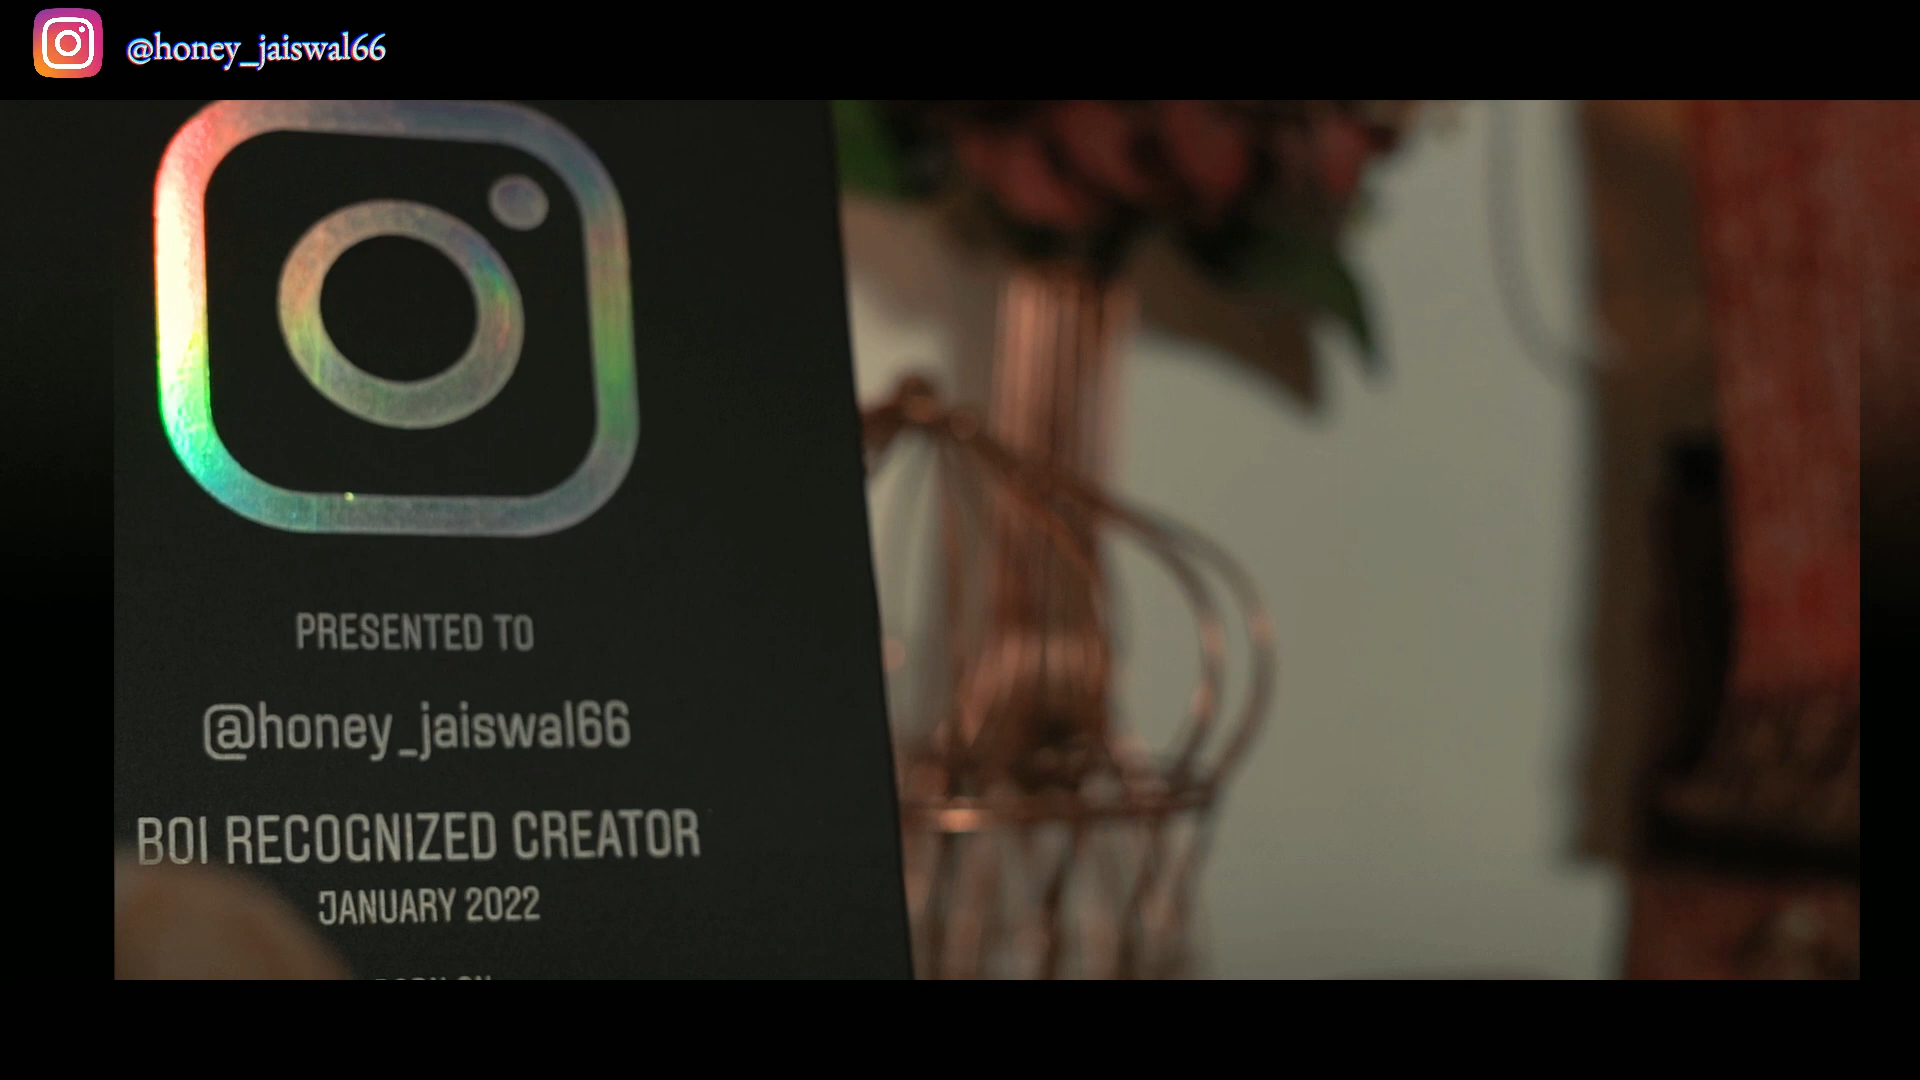 @honey_jaiswal66
PRESENTED TO
@honey_jaiswal66
BOI RECOGNIZED CREATOR
JANUARY 2022